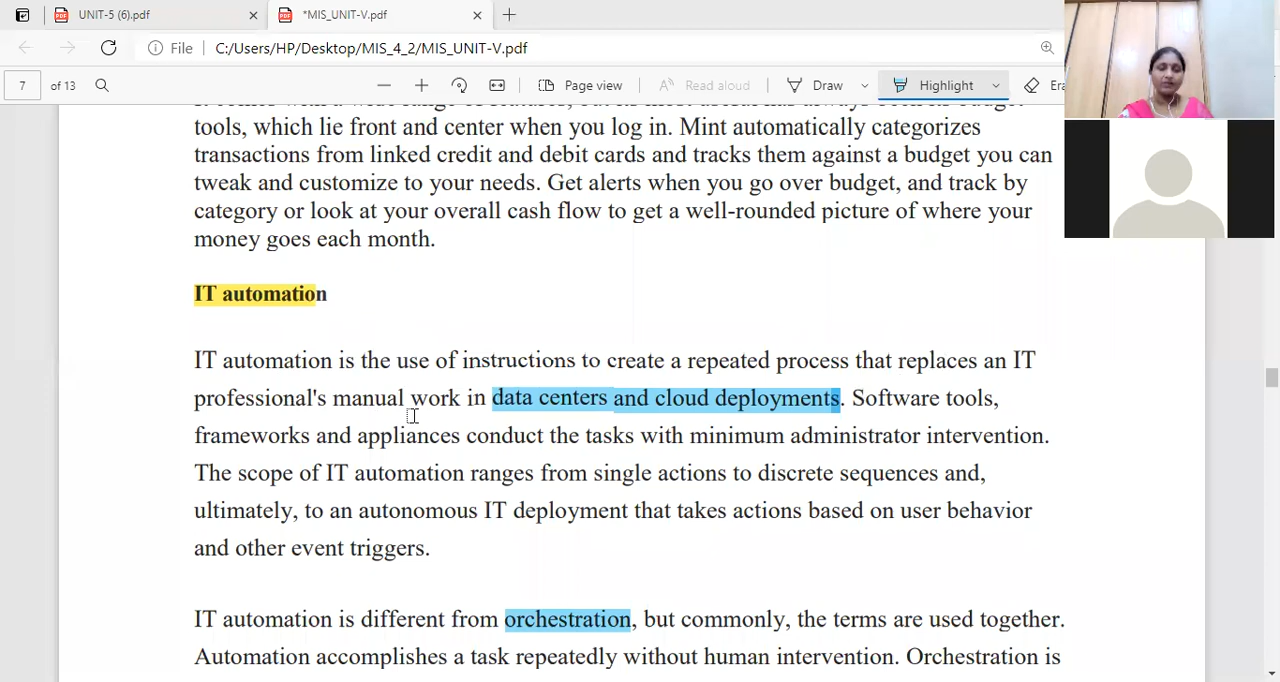 UNIT-5 (6).pdf
*MIS_UNIT-V.pdf
File C:/Users/HP/Desktop/MIS_4_2/MIS_UNIT-V.pdf
7 of 13 Page view Read aloud Draw Highlight
tools, which lie front and center when you log in. Mint automatically categorizes
transactions from linked credit and debit cards and tracks them against a budget you can
tweak and customize to your needs. Get alerts when you go over budget, and track by
category or look at your overall cash flow to get a well-rounded picture of where your
money goes each month.
IT automation
IT automation is the use of instructions to create a repeated process that replaces an IT
professional's manual work in data centers and cloud deployments. Software tools,
frameworks and appliances conduct the tasks with minimum administrator intervention.
The scope of IT automation ranges from single actions to discrete sequences and,
ultimately, to an autonomous IT deployment that takes actions based on user behavior
and other event triggers.
IT automation is different from orchestration, but commonly, the terms are used together.
Automation accomplishes a task repeatedly without human intervention. Orchestration is